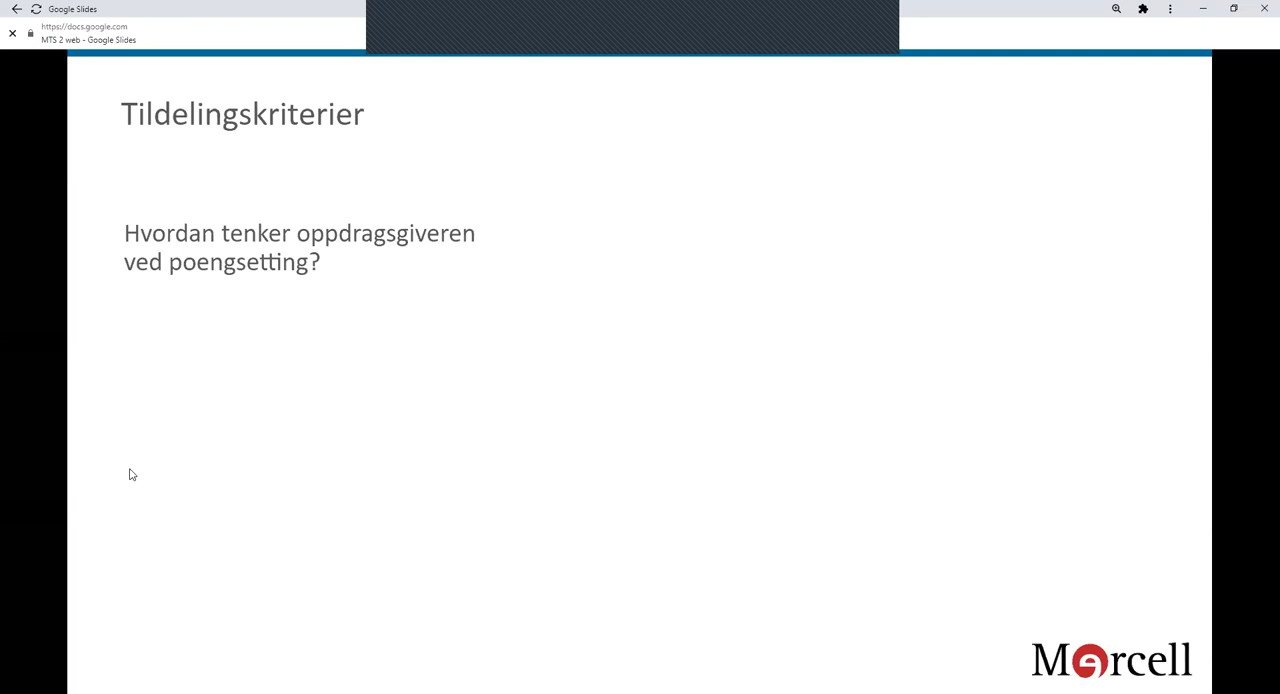 Google Slides
https://docs.google.com
MTS 2 web - Google Slides
Tildelingskriterier
Hvordan tenker oppdragsgiveren
ved poengsetting?
Mercell